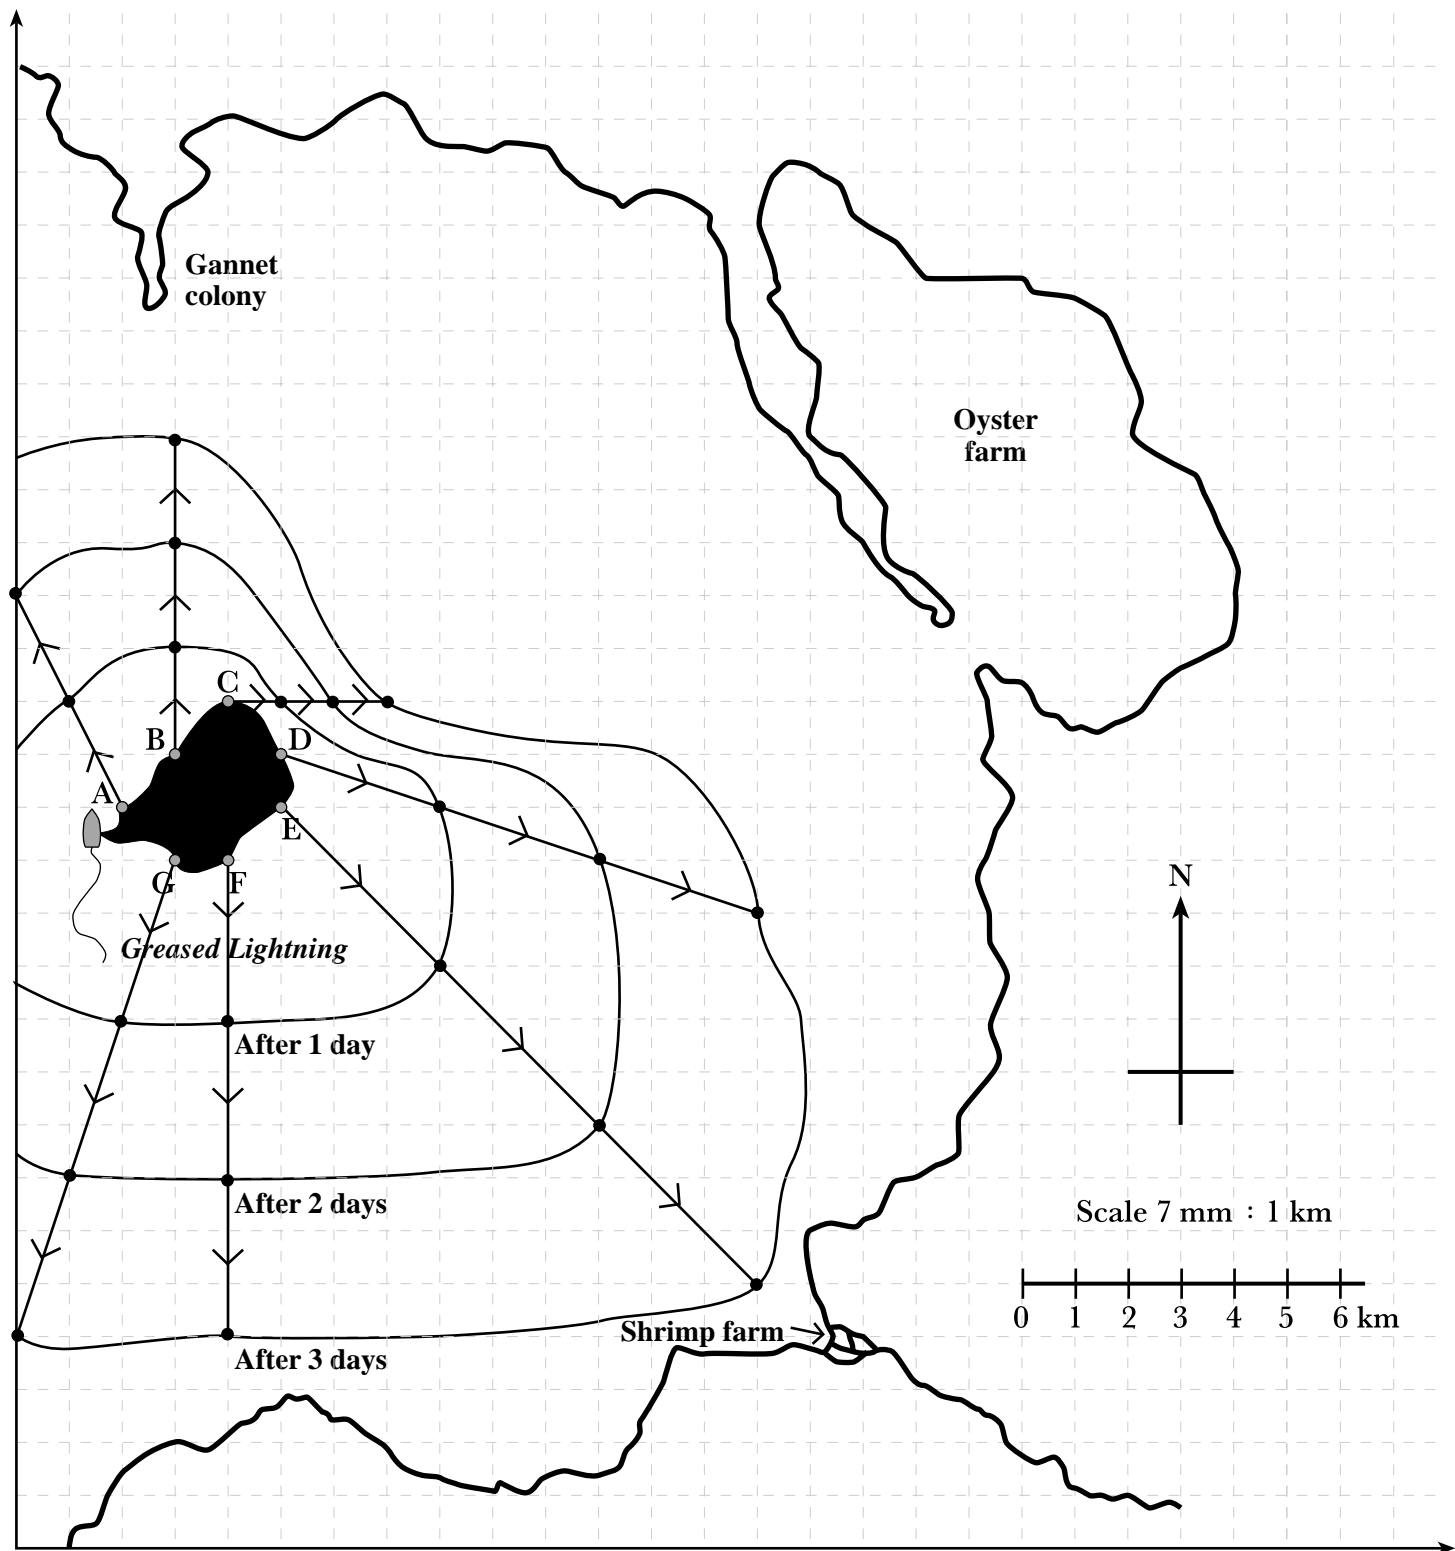 Gannet
colony
Oyster
farm
C
B
D
A
E
G
F
N
Greased Lightning
After 1 day
After 2 days
Scale 7 mm : 1 km
0 1 2 3 4 5 6 km
Shrimp farm
After 3 days